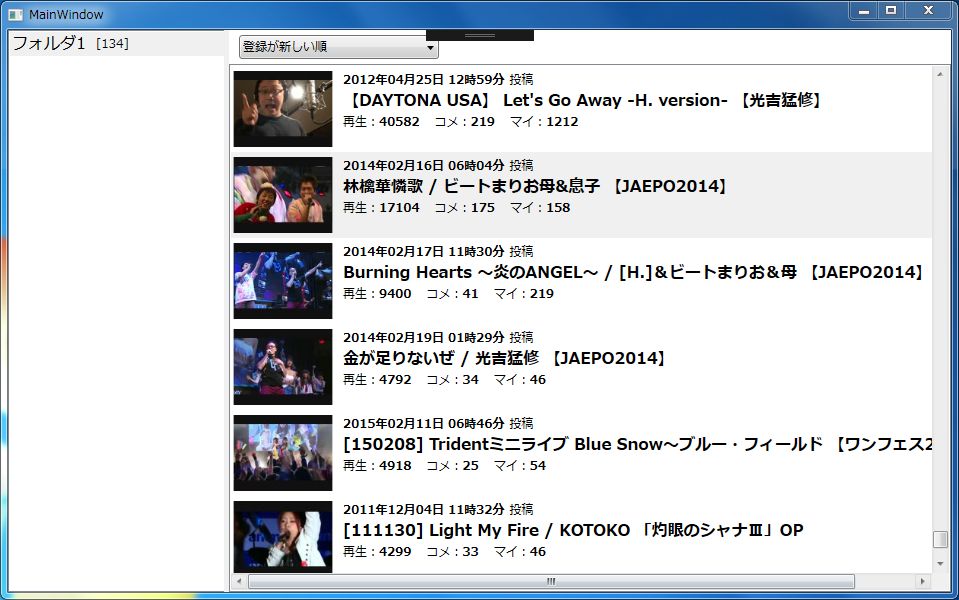 MainWindow
フォルダ1 [134]
登録が新しい順
2012年04月25日 12時59分 投稿
【DAYTONA USA】 Let's Go Away -H. version- 【光吉猛修】
再生：40582 コメ：219 マイ：1212
2014年02月16日 06時04分 投稿
林檎華憐歌 / ビートまりお母&息子 【JAEPO2014】
再生：17104 コメ：175 マイ：158
2014年02月17日 11時30分 投稿
Burning Hearts ～炎のANGEL～ / [H.]＆ビートまりお＆母 【JAEPO2014】
再生：9400 コメ：41 マイ：219
2014年02月19日 01時29分 投稿
金が足りないぜ / 光吉猛修 【JAEPO2014】
再生：4792 コメ：34 マイ：46
2015年02月11日 06時46分 投稿
[150208] Tridentミニライブ Blue Snow～ブルー・フィールド 【ワンフェス2
再生：4918 コメ：25 マイ：54
2011年12月04日 11時32分 投稿
[111130] Light My Fire / KOTOKO 「灼眼のシャナⅢ」OP
再生：4299 コメ：33 マイ：46